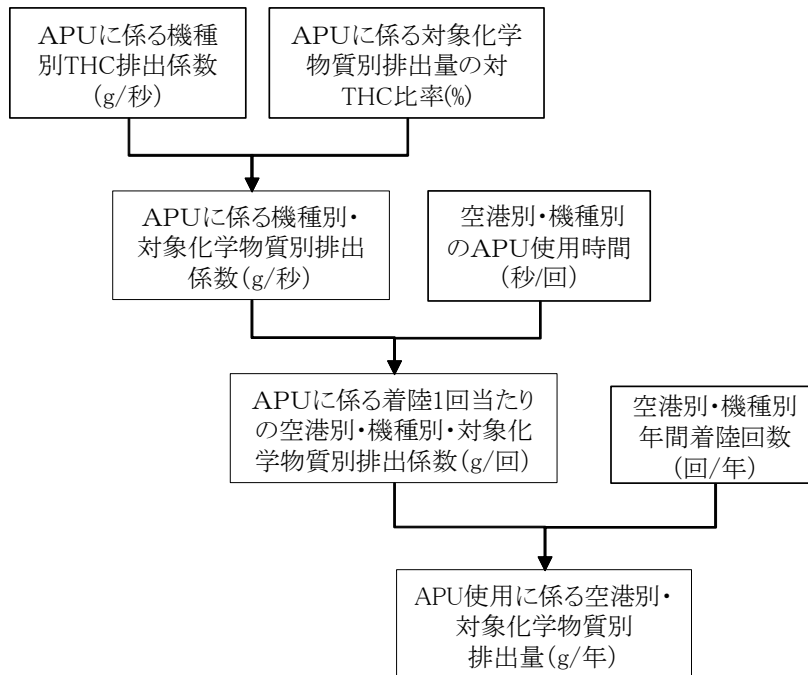 APUに係る機種
別THC排出係数
(g/秒)
APUに係る対象化学
物質別排出量の対
THC比率(%)
APUに係る機種別・
対象化学物質別排出
係数(g/秒)
空港別・機種別
のAPU使用時間
(秒/回)
APUに係る着陸1回当たり
の空港別・機種別・対象化
学物質別排出係数(g/回)
空港別・機種別
年間着陸回数
(回/年)
APU使用に係る空港別・
対象化学物質別
排出量(g/年)